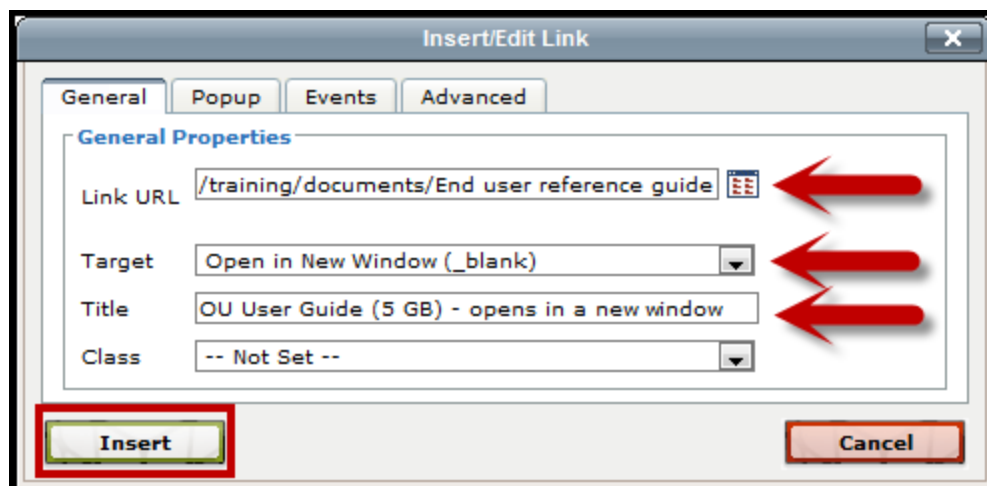 Insert/Edit Link
General Popup Events Advanced
General Properties
Link URL /training/documents/End user reference guide
Target Open in New Window (_blank)
Title OU User Guide (5 GB) - opens in a new window
Class -- Not Set --
Insert Cancel